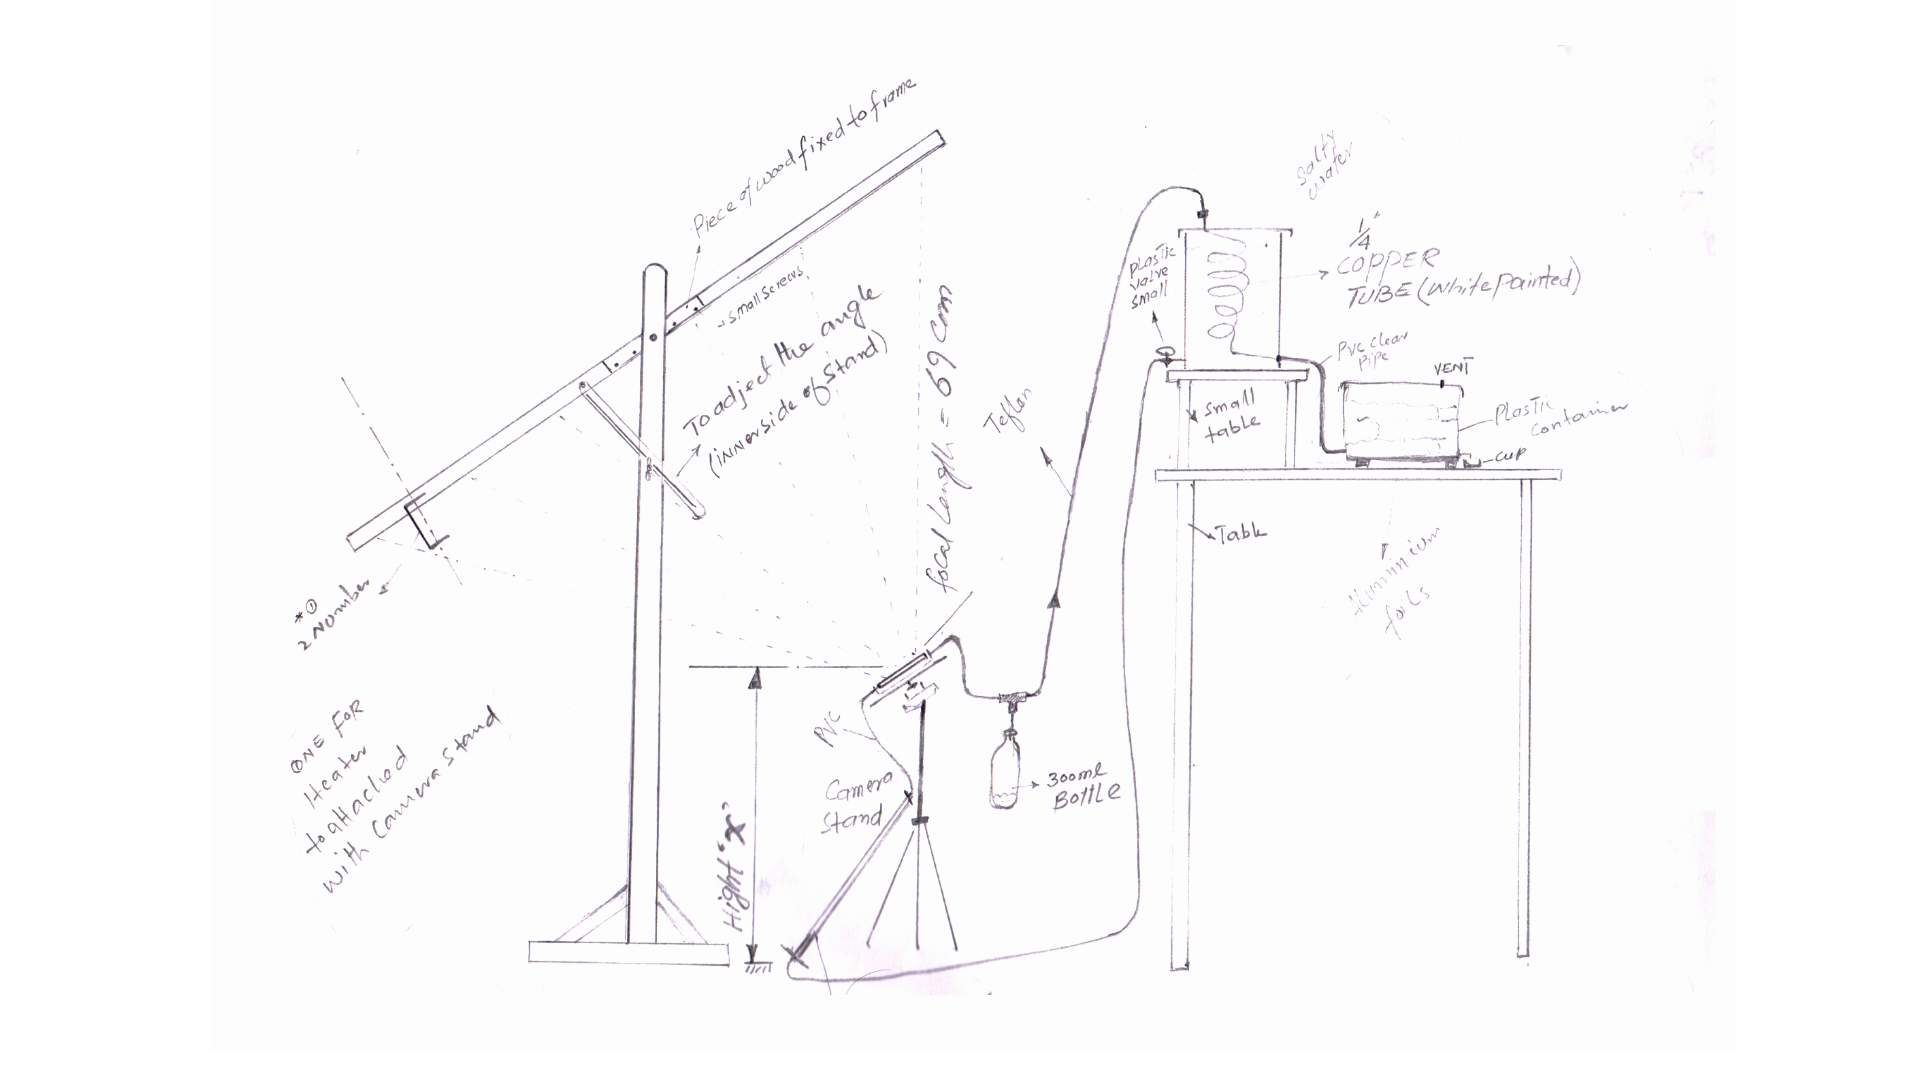 Piece of wood fixed to frame
small screws
To adject the angle
(innerside of stand)
focal Length = 69 Cm
* ①
2 Number
ONE FOR
Heater
to attached
with Camera stand
Hight "X"
PVC
Camera
Stand
300ml
BOTTLE
Teflon
PLASTIC
VALVE
Small
Salty
water
1/4"
COPPER
TUBE (White painted)
PVC clear
Pipe
VENT
PLASTIC
Container
CUP
Small
table
Table
Aluminium
foils